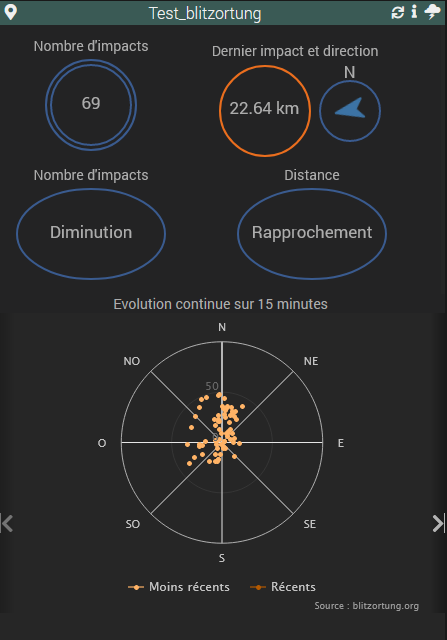 Test_blitzortung
Nombre d'impacts
Dernier impact et direction
N
69
22.64 km
Nombre d'impacts
Distance
Diminution
Rapprochement
Evolution continue sur 15 minutes
N
NO
NE
50
O
E
SO
SE
S
Moins récents
Récents
Source : blitzortung.org